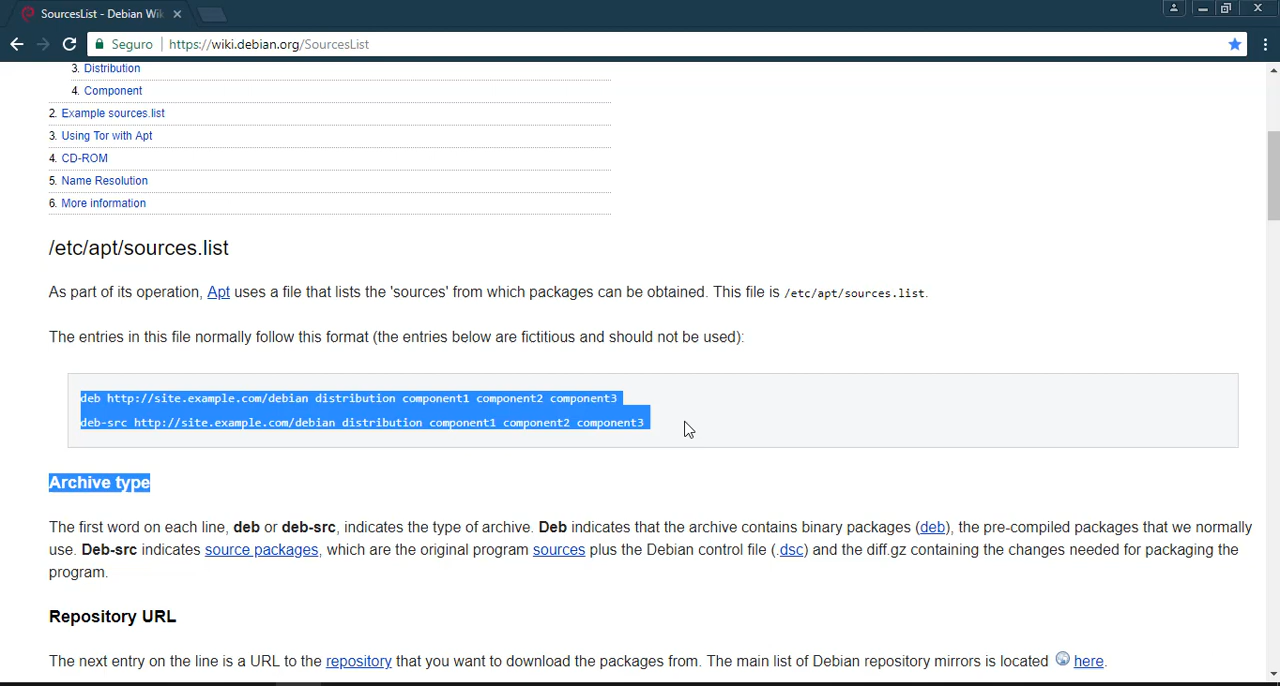 SourcesList - Debian Wik
Seguro https://wiki.debian.org/SourcesList
3. Distribution
4. Component
2. Example sources.list
3. Using Tor with Apt
4. CD-ROM
5. Name Resolution
6. More information
/etc/apt/sources.list
As part of its operation, Apt uses a file that lists the 'sources' from which packages can be obtained. This file is /etc/apt/sources.list.
The entries in this file normally follow this format (the entries below are fictitious and should not be used):
deb http://site.example.com/debian distribution component1 component2 component3
deb-src http://site.example.com/debian distribution component1 component2 component3
Archive type
The first word on each line, deb or deb-src, indicates the type of archive. Deb indicates that the archive contains binary packages (deb), the pre-compiled packages that we normally
use. Deb-src indicates source packages, which are the original program sources plus the Debian control file (.dsc) and the diff.gz containing the changes needed for packaging the
program.
Repository URL
The next entry on the line is a URL to the repository that you want to download the packages from. The main list of Debian repository mirrors is located here.